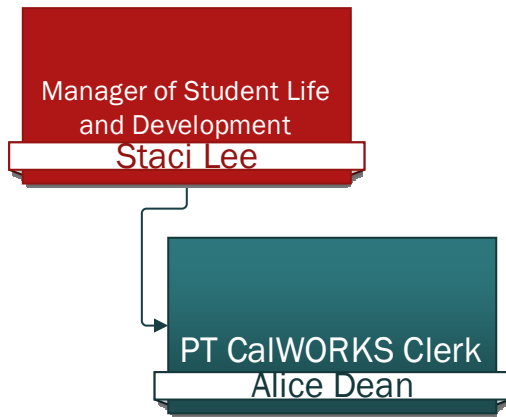 Manager of Student Life
and Development
Staci Lee
PT CalWORKS Clerk
Alice Dean